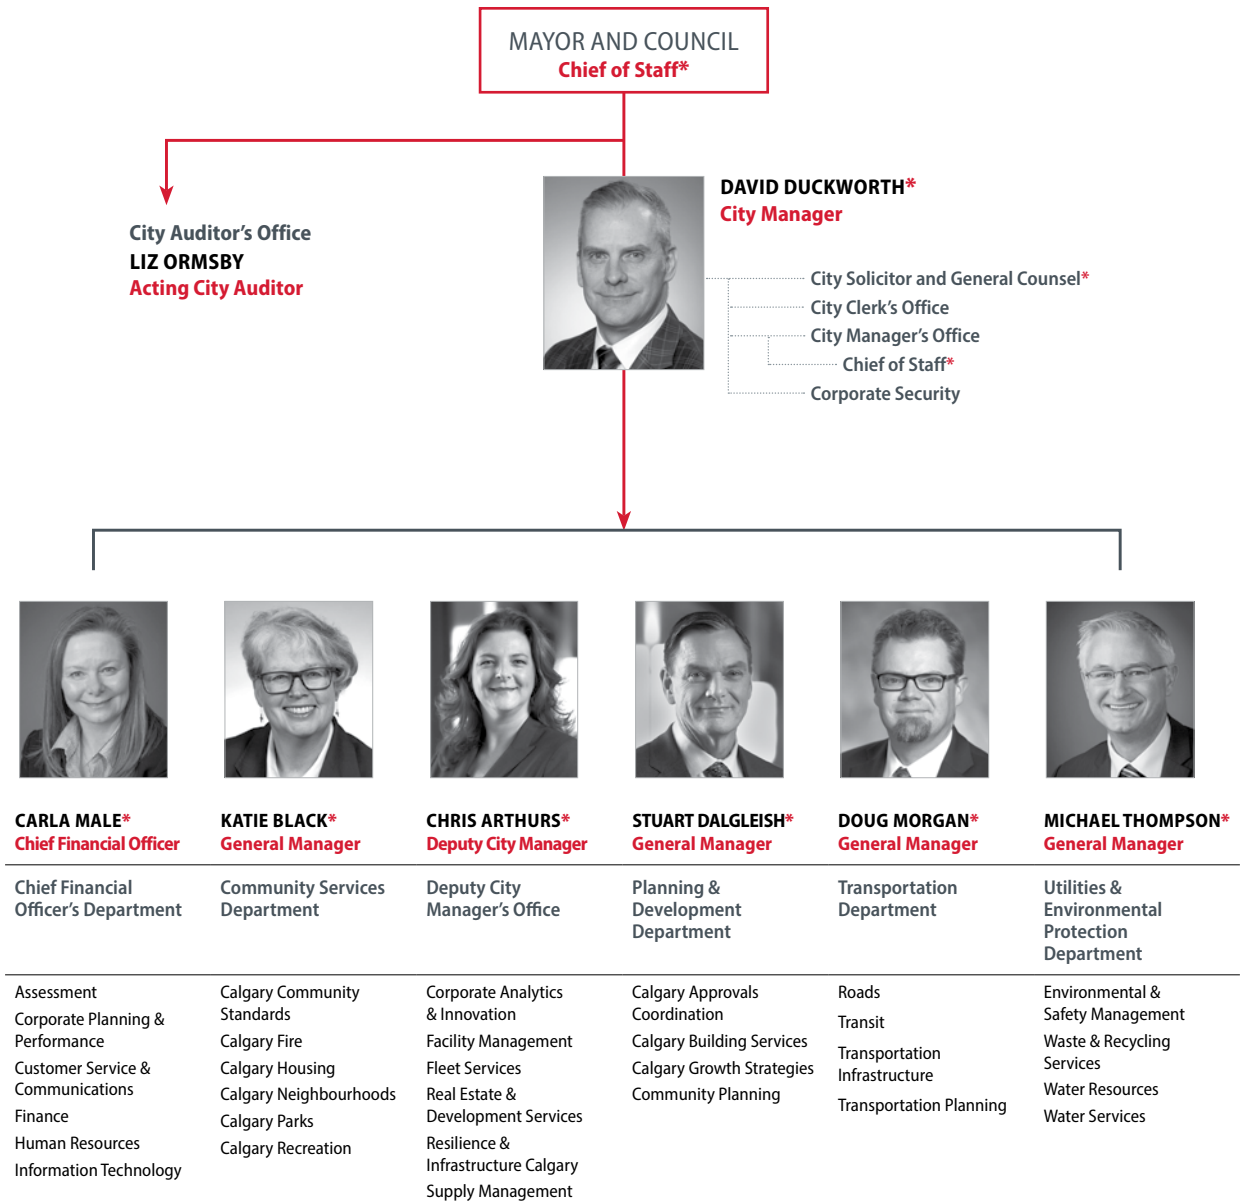 MAYOR AND COUNCIL
Chief of Staff*
City Auditor's Office
LIZ ORMSBY
Acting City Auditor
DAVID DUCKWORTH*
City Manager
City Solicitor and General Counsel*
City Clerk's Office
City Manager's Office
Chief of Staff*
Corporate Security
CARLA MALE*
Chief Financial Officer
Chief Financial
Officer's Department
Assessment
Corporate Planning &
Performance
Customer Service &
Communications
Finance
Human Resources
Information Technology
KATIE BLACK*
General Manager
Community Services
Department
Calgary Community
Standards
Calgary Fire
Calgary Housing
Calgary Neighbourhoods
Calgary Parks
Calgary Recreation
CHRIS ARTHURS*
Deputy City Manager
Deputy City
Manager's Office
Corporate Analytics
& Innovation
Facility Management
Fleet Services
Real Estate &
Development Services
Resilience &
Infrastructure Calgary
Supply Management
STUART DALGLEISH*
General Manager
Planning &
Development
Department
Calgary Approvals
Coordination
Calgary Building Services
Calgary Growth Strategies
Community Planning
DOUG MORGAN*
General Manager
Transportation
Department
Roads
Transit
Transportation
Infrastructure
Transportation Planning
MICHAEL THOMPSON*
General Manager
Utilities &
Environmental
Protection
Department
Environmental &
Safety Management
Waste & Recycling
Services
Water Resources
Water Services